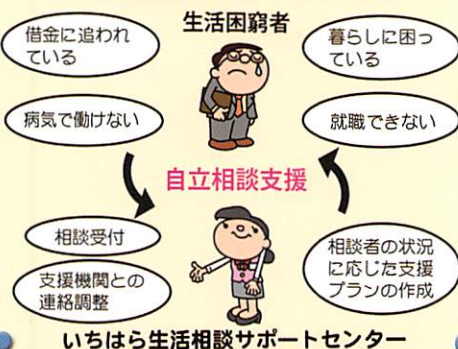 生活困窮者
借金に追われ
ている
暮らしに困っ
ている
病気で働けない
就職できない
自立相談支援
相談受付
支援機関との
連絡調整
相談者の状況
に応じた支援
プランの作成
いちはら生活相談サポートセンター